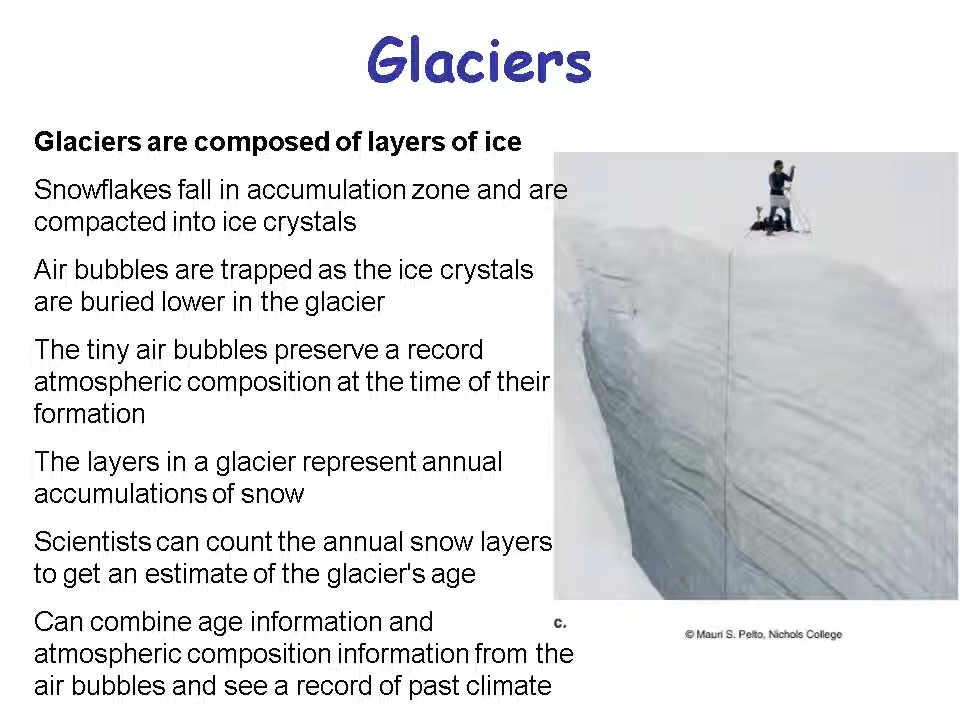 Glaciers
Glaciers are composed of layers of ice
Snowflakes fall in accumulation zone and are
compacted into ice crystals
Air bubbles are trapped as the ice crystals
are buried lower in the glacier
The tiny air bubbles preserve a record
atmospheric composition at the time of their
formation
The layers in a glacier represent annual
accumulations of snow
Scientists can count the annual snow layers
to get an estimate of the glacier's age
Can combine age information and
atmospheric composition information from the
air bubbles and see a record of past climate
c.
© Mauri S. Pelto, Nichols College